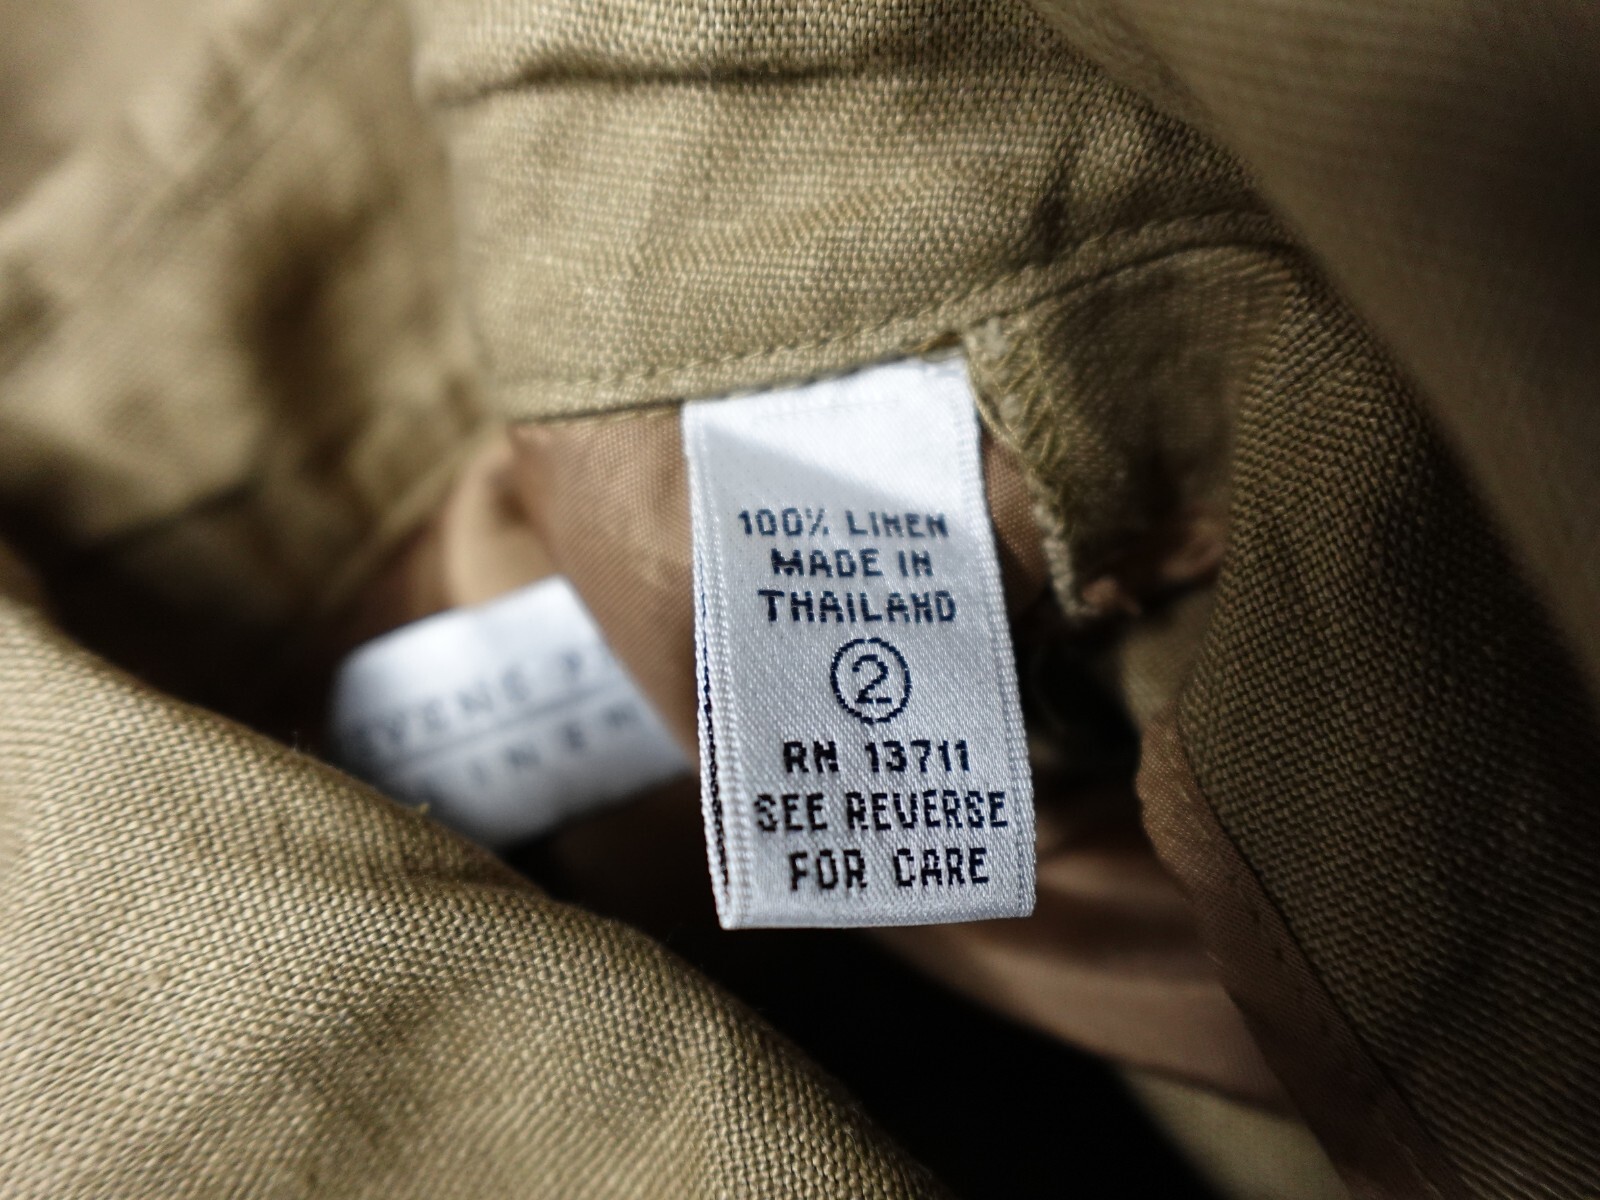 100% LINEN
MADE IN
THAILAND
2
RN 13711
SEE REVERSE
FOR CARE